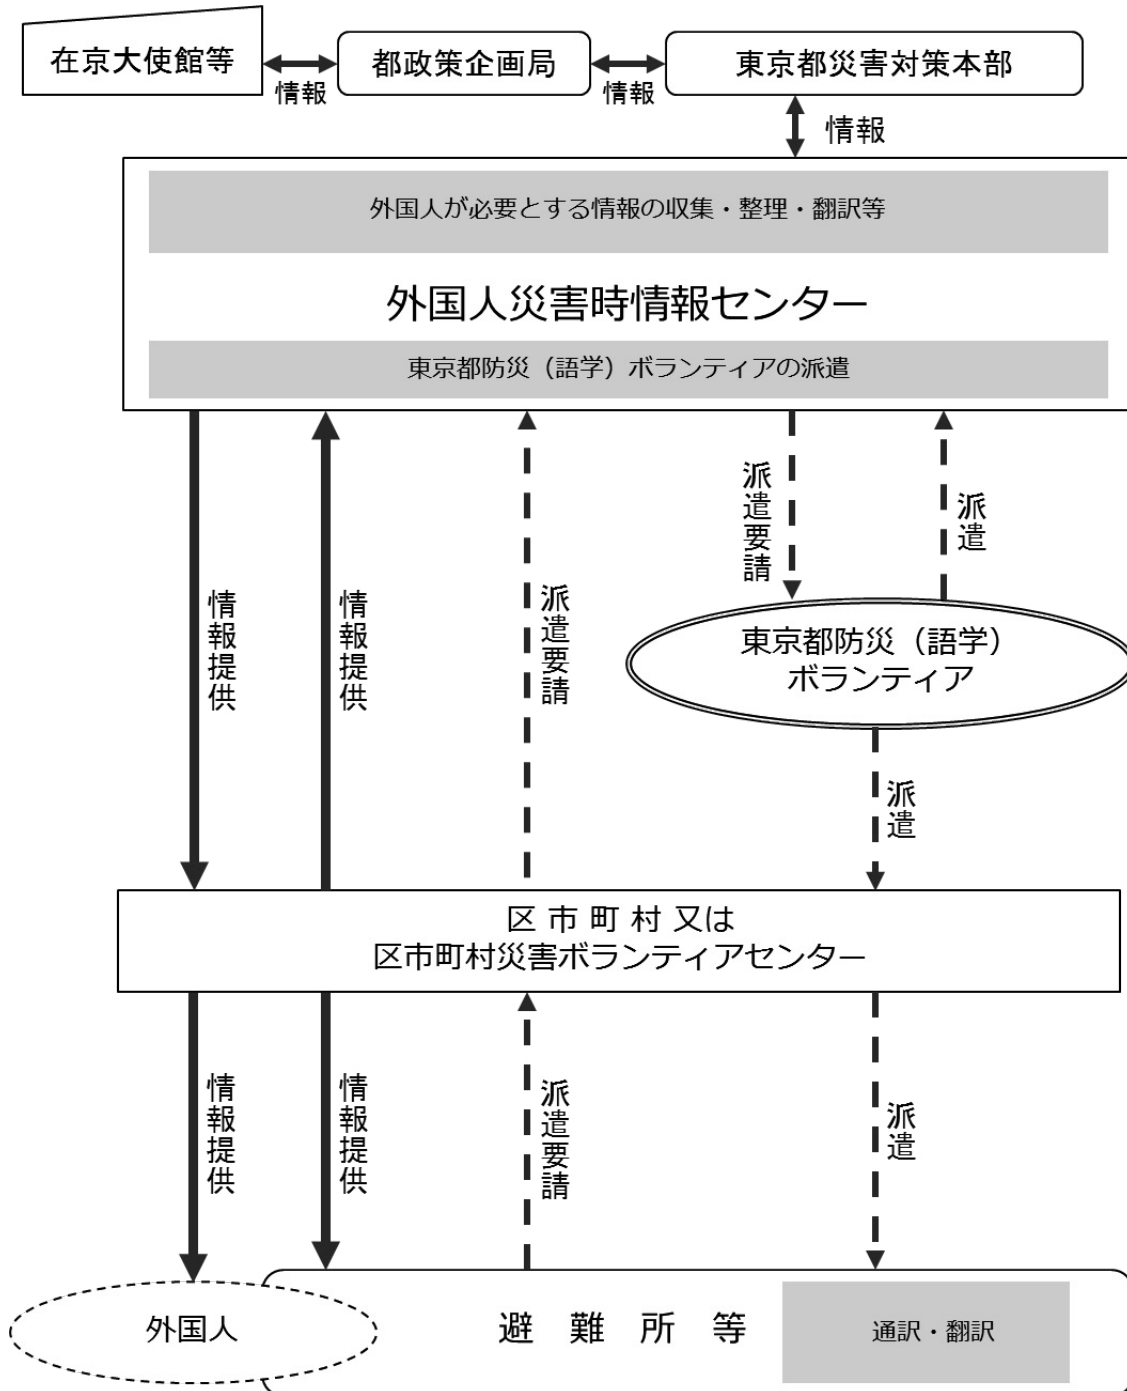 在京大使館等
都政策企画局
東京都災害対策本部
情報
情報
情報
外国人が必要とする情報の収集・整理・翻訳等
外国人災害時情報センター
東京都防災（語学）ボランティアの派遣
派遣要請
派遣
情報提供
情報提供
派遣要請
東京都防災（語学）
ボランティア
派遣
区市町村又は
区市町村災害ボランティアセンター
情報提供
情報提供
派遣要請
派遣
外国人
避難所等
通訳・翻訳